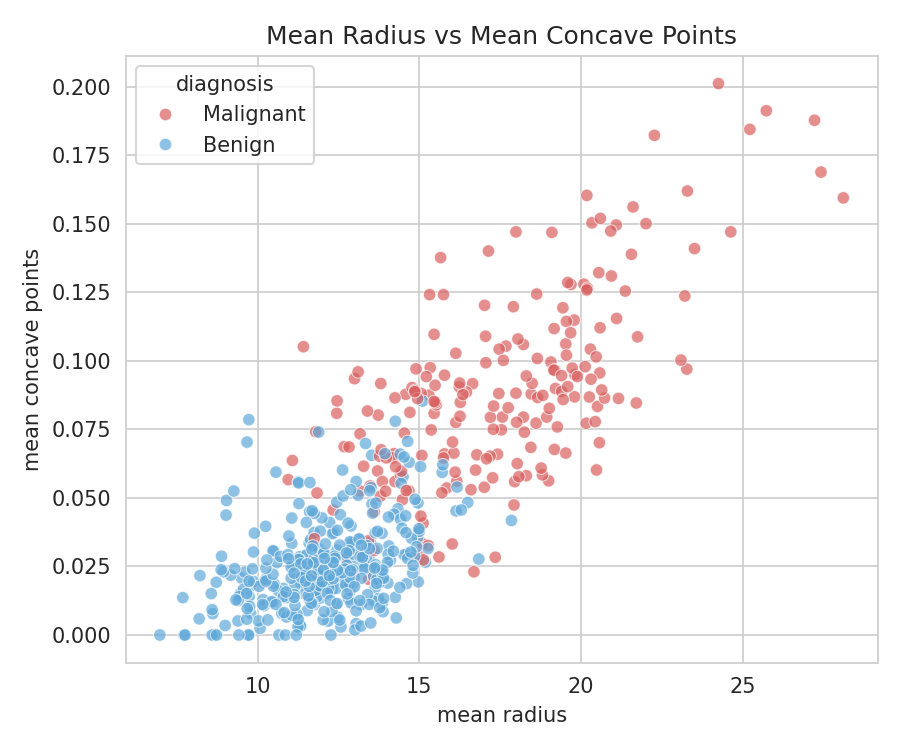 Mean Radius vs Mean Concave Points
diagnosis
Malignant
Benign
mean concave points
0.200
0.175
0.150
0.125
0.100
0.075
0.050
0.025
0.000
10
15
20
25
mean radius